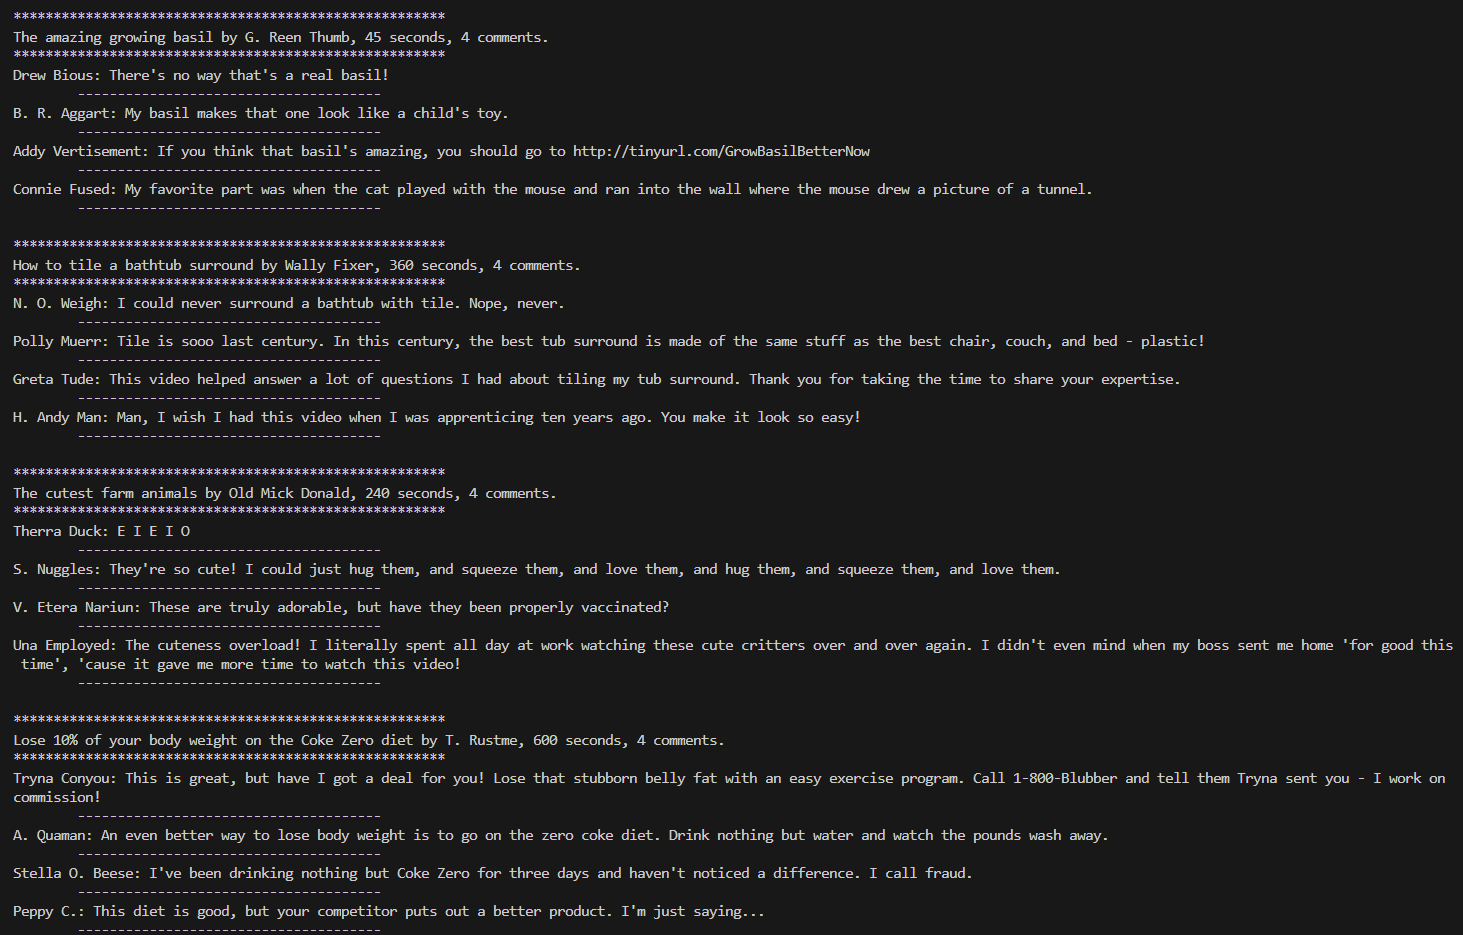 ******************************************************
The amazing growing basil by G. Reen Thumb, 45 seconds, 4 comments.
******************************************************
Drew Bious: There's no way that's a real basil!
--------------------------------------
B. R. Aggart: My basil makes that one look like a child's toy.
--------------------------------------
Addy Vertisement: If you think that basil's amazing, you should go to http://tinyurl.com/GrowBasilBetterNow
--------------------------------------
Connie Fused: My favorite part was when the cat played with the mouse and ran into the wall where the mouse drew a picture of a tunnel.
--------------------------------------

******************************************************
How to tile a bathtub surround by Wally Fixer, 360 seconds, 4 comments.
******************************************************
N. O. Weigh: I could never surround a bathtub with tile. Nope, never.
--------------------------------------
Polly Muerr: Tile is sooo last century. In this century, the best tub surround is made of the same stuff as the best chair, couch, and bed - plastic!
--------------------------------------
Greta Tude: This video helped answer a lot of questions I had about tiling my tub surround. Thank you for taking the time to share your expertise.
--------------------------------------
H. Andy Man: Man, I wish I had this video when I was apprenticing ten years ago. You make it look so easy!
--------------------------------------

******************************************************
The cutest farm animals by Old Mick Donald, 240 seconds, 4 comments.
******************************************************
Therra Duck: E I E I O
--------------------------------------
S. Nuggles: They're so cute! I could just hug them, and squeeze them, and love them, and hug them, and squeeze them, and love them.
--------------------------------------
V. Etera Nariun: These are truly adorable, but have they been properly vaccinated?
--------------------------------------
Una Employed: The cuteness overload! I literally spent all day at work watching these cute critters over and over again. I didn't even mind when my boss sent me home 'for good this
time', 'cause it gave me more time to watch this video!
--------------------------------------

******************************************************
Lose 10% of your body weight on the Coke Zero diet by T. Rustme, 600 seconds, 4 comments.
******************************************************
Tryna Conyou: This is great, but have I got a deal for you! Lose that stubborn belly fat with an easy exercise program. Call 1-800-Blubber and tell them Tryna sent you - I work on
commission!
--------------------------------------
A. Quaman: An even better way to lose body weight is to go on the zero coke diet. Drink nothing but water and watch the pounds wash away.
--------------------------------------
Stella O. Beese: I've been drinking nothing but Coke Zero for three days and haven't noticed a difference. I call fraud.
--------------------------------------
Peppy C.: This diet is good, but your competitor puts out a better product. I'm just saying...
--------------------------------------